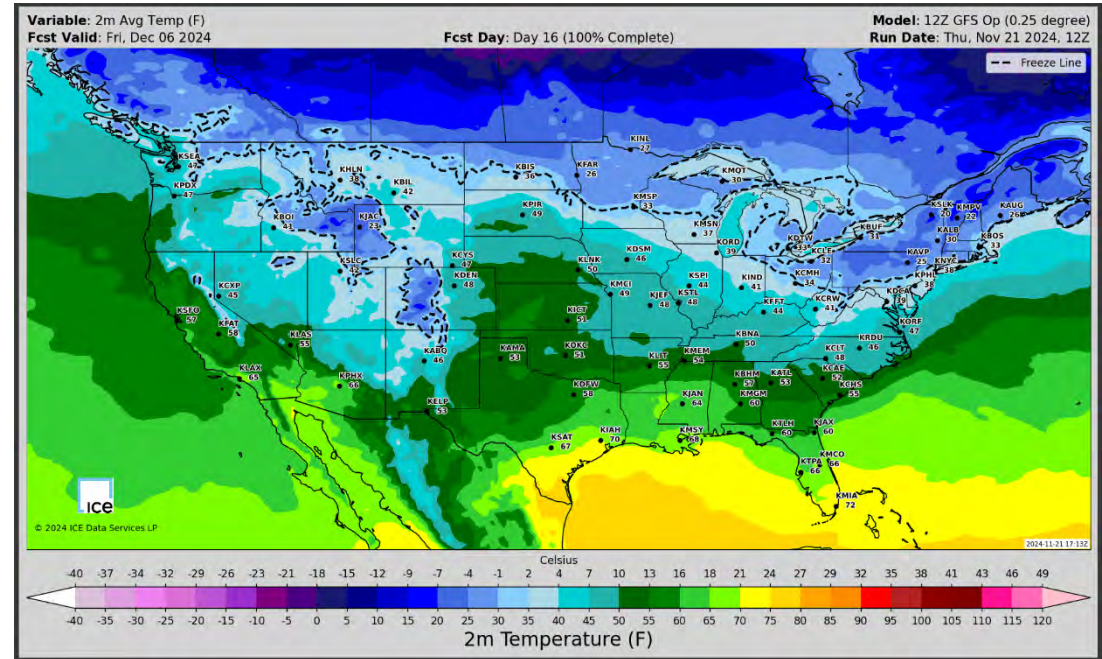 Variable: 2m Avg Temp (F)
Model: 12Z GFS Op (0.25 degree)
Fcst Valid: Fri, Dec 06 2024
Fcst Day: Day 16 (100% Complete)
Run Date: Thu, Nov 21 2024, 12Z
Freeze Line
KINL
27
KSEA
47
KHLN
38
KBIS
36
KFAR
26
KMQT
30
KPDX
47
KBIL
42
KMSP
33
KSLK
20
KMPV
22
KAUG
26
KBOI
41
KJAC
23
KPIR
49
KMSN
37
KORD
39
KDTW
33
KCLE
32
KBUF
31
KALB
30
KBOS
33
KSLC
42
KCYS
47
KDEN
48
KDSM
46
KLNK
50
KAVP
25
KNYC
38
KPHL
38
KCXP
45
KMCI
49
KSPI
44
KIND
41
KCMH
34
KDCA
39
KJEF
48
KSTL
48
KFFT
44
KCRW
41
KSFO
57
KFAT
58
KLAS
55
KICT
51
KORF
47
KABQ
46
KAMA
53
KOKC
51
KLIT
55
KMEM
54
KBNA
50
KRDU
46
KCLT
48
KLAX
65
KPHX
66
KBHM
57
KATL
53
KCAE
52
KCHS
55
KELP
53
KDFW
58
KJAN
64
KMGM
60
KSAT
67
KIAH
70
KMSY
68
KTLH
60
KJAX
60
KTPA
66
KMCO
66
KMIA
72
ice
© 2024 ICE Data Services LP
2024-11-21 17:13Z
Celsius
-40 -37 -34 -32 -29 -26 -23 -21 -18 -15 -12 -9 -7 -4 -1 2 4 7 10 13 16 18 21 24 27 29 32 35 38 41 43 46 49
-40 -35 -30 -25 -20 -15 -10 -5 0 5 10 15 20 25 30 35 40 45 50 55 60 65 70 75 80 85 90 95 100 105 110 115 120
2m Temperature (F)